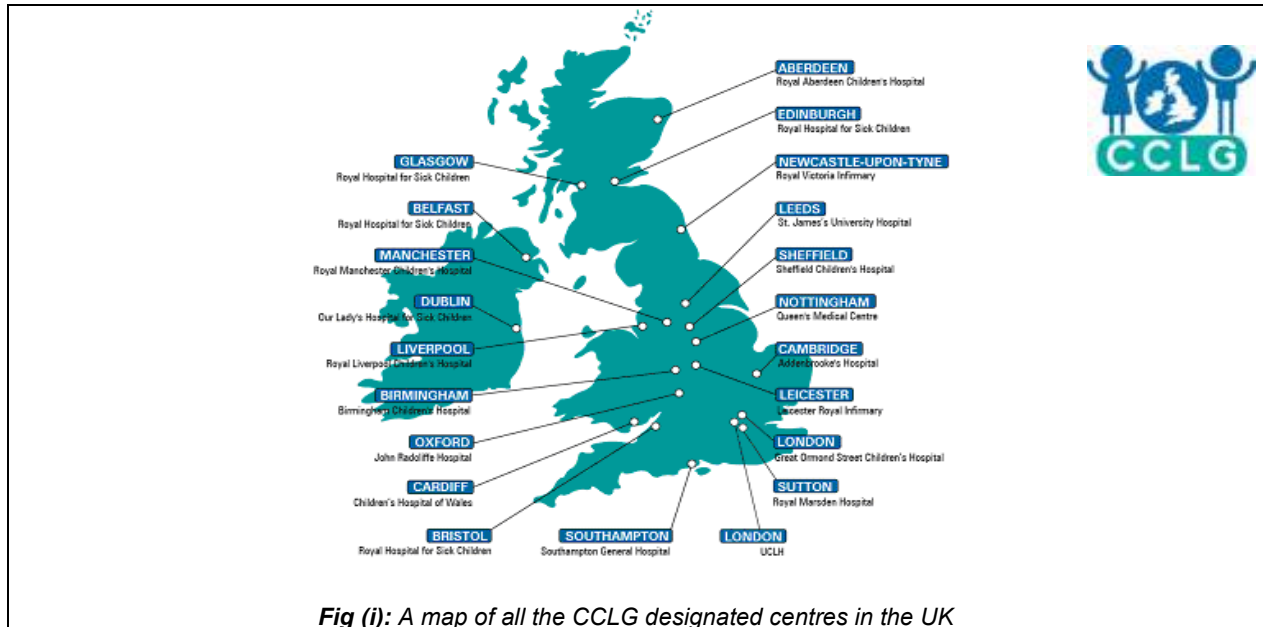 ABERDEEN
Royal Aberdeen Children's Hospital
EDINBURGH
Royal Hospital for Sick Children
GLASGOW
Royal Hospital for Sick Children
NEWCASTLE-UPON-TYNE
Royal Victoria Infirmary
BELFAST
Royal Hospital for Sick Children
LEEDS
St. James's University Hospital
MANCHESTER
Royal Manchester Children's Hospital
SHEFFIELD
Sheffield Children's Hospital
DUBLIN
Our Lady's Hospital for Sick Children
NOTTINGHAM
Queen's Medical Centre
LIVERPOOL
Royal Liverpool Children's Hospital
CAMBRIDGE
Addenbrooke's Hospital
BIRMINGHAM
Birmingham Children's Hospital
LEICESTER
Leicester Royal Infirmary
OXFORD
John Radcliffe Hospital
LONDON
Great Ormond Street Children's Hospital
CARDIFF
Children's Hospital of Wales
SUTTON
Royal Marsden Hospital
BRISTOL
Royal Hospital for Sick Children
SOUTHAMPTON
Southampton General Hospital
LONDON
UCLH
CCLG
Fig (i): A map of all the CCLG designated centres in the UK